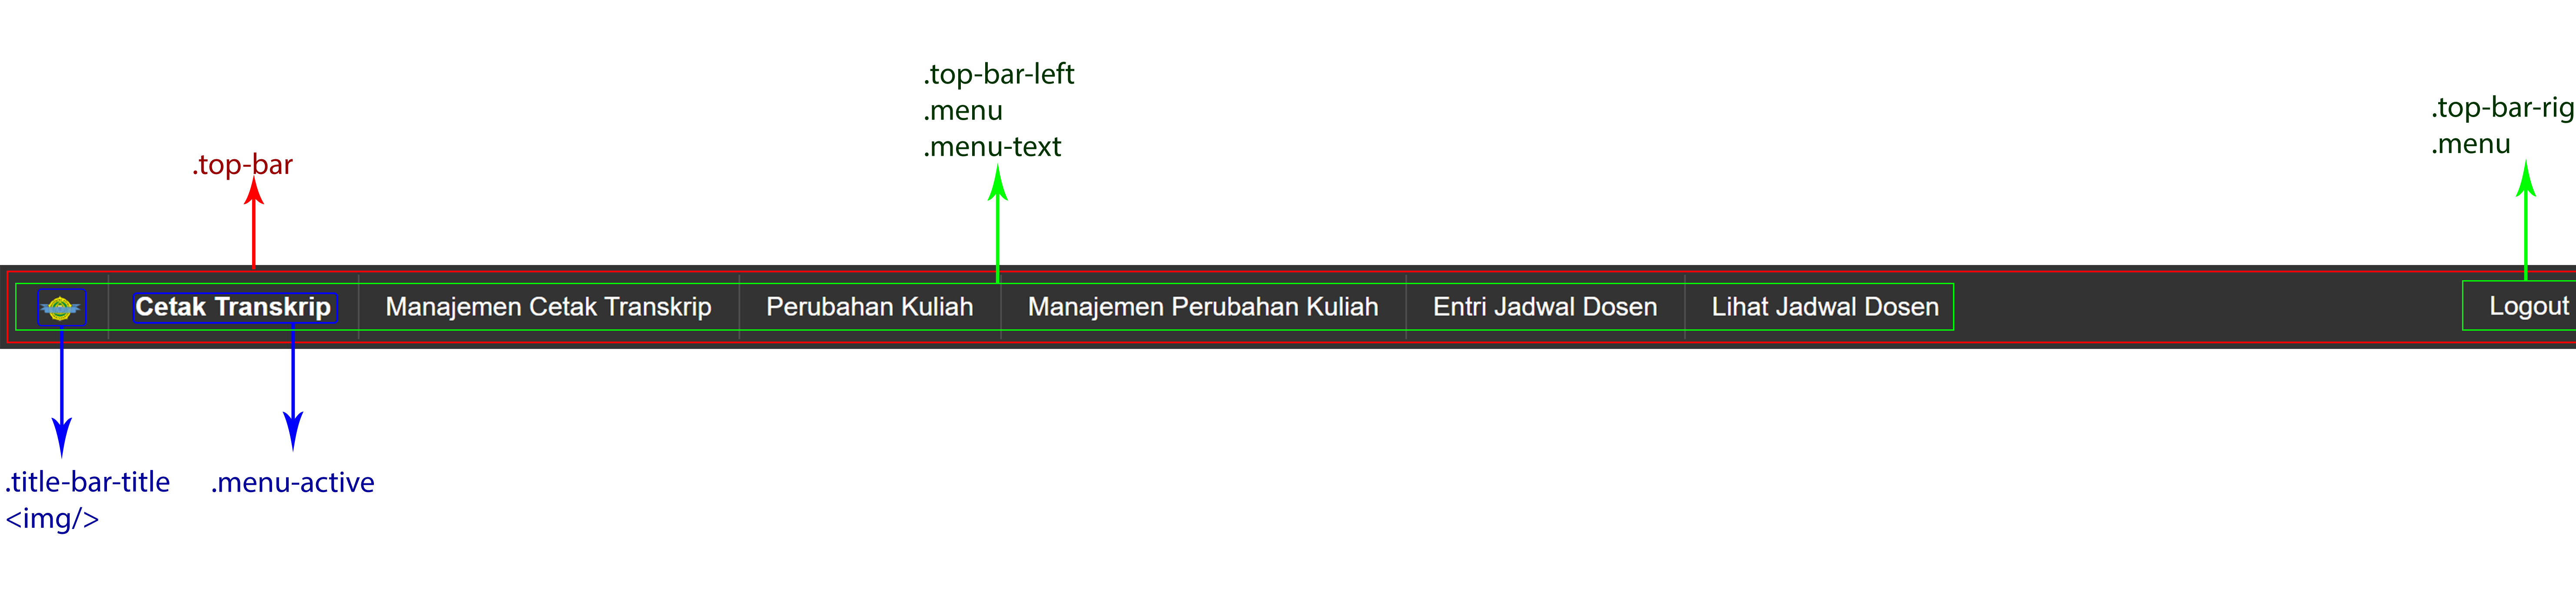 .top-bar-left
.menu
.menu-text
.top-bar-rig
.menu
.top-bar
Cetak Transkrip
Manajemen Cetak Transkrip
Perubahan Kuliah
Manajemen Perubahan Kuliah
Entri Jadwal Dosen
Lihat Jadwal Dosen
Logout
.title-bar-title
<img/>
.menu-active